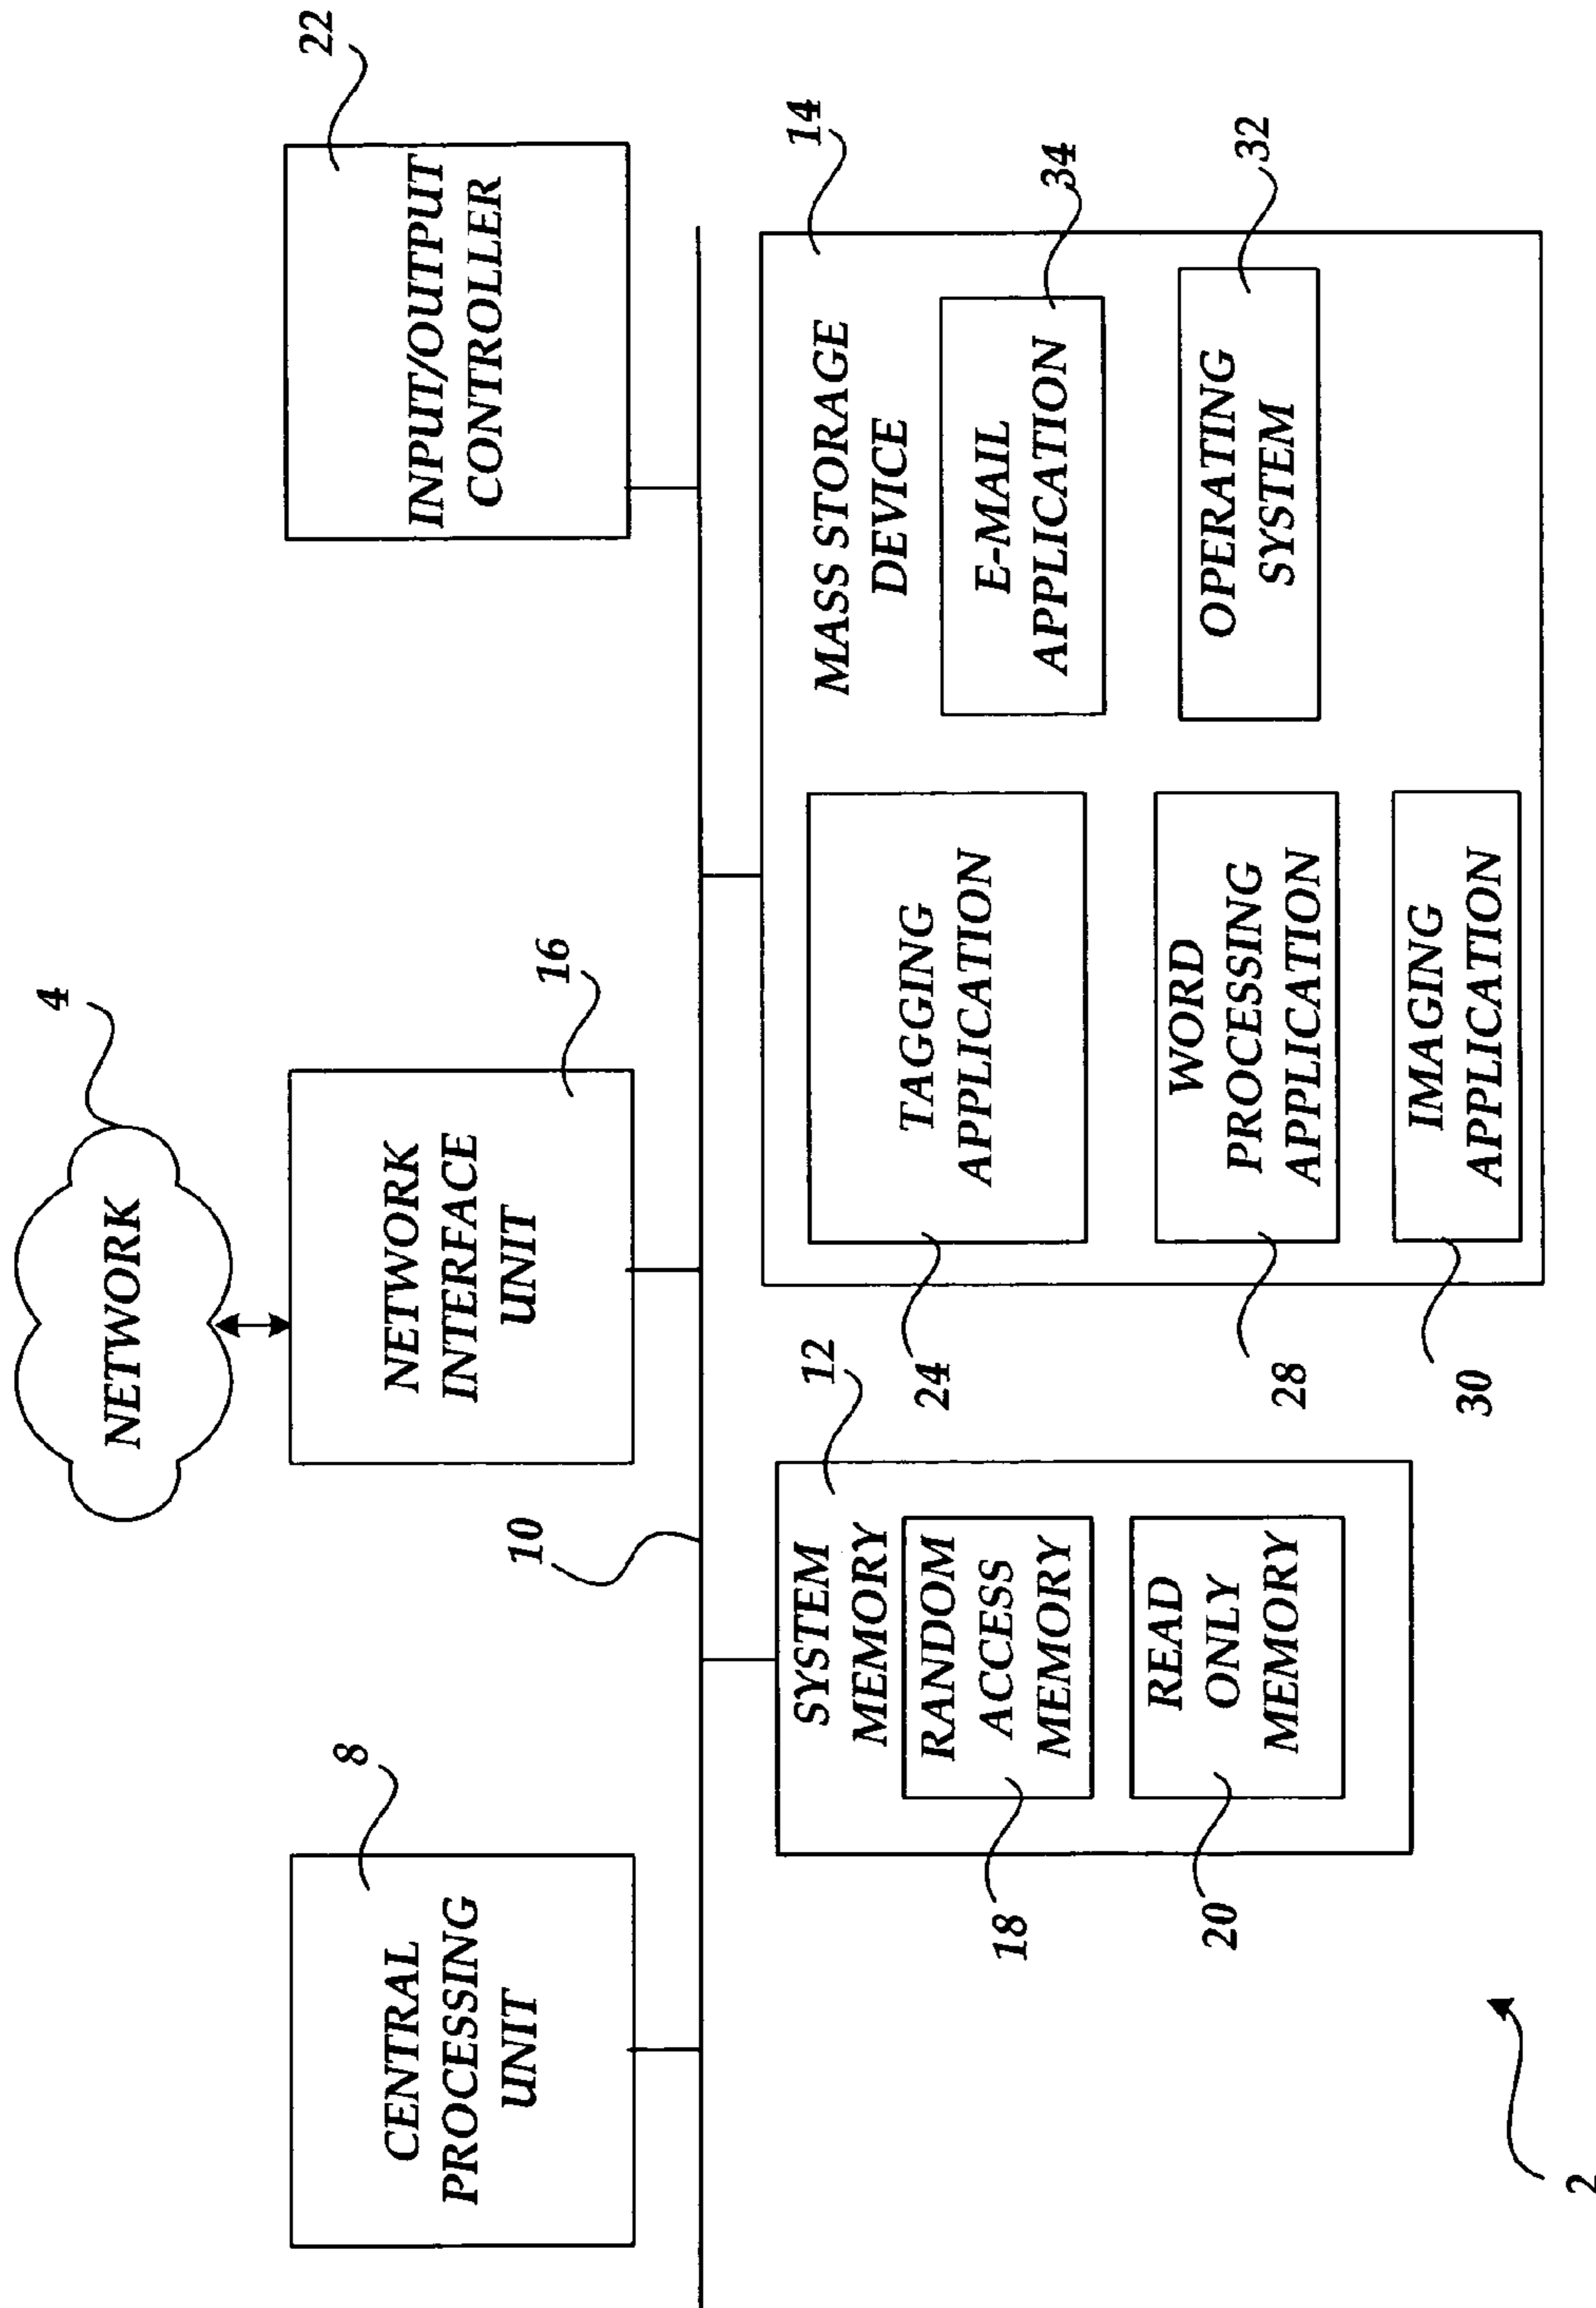 NETWORK
4
CENTRAL
PROCESSING
UNIT
8
NETWORK
INTERFACE
UNIT
16
INPUT/OUTPUT
CONTROLLER
22
10
SYSTEM
MEMORY
12
RANDOM
ACCESS
MEMORY
18
READ
ONLY
MEMORY
20
MASS STORAGE
DEVICE
14
TAGGING
APPLICATION
24
E-MAIL
APPLICATION
34
WORD
PROCESSING
APPLICATION
28
OPERATING
SYSTEM
32
IMAGING
APPLICATION
30
2